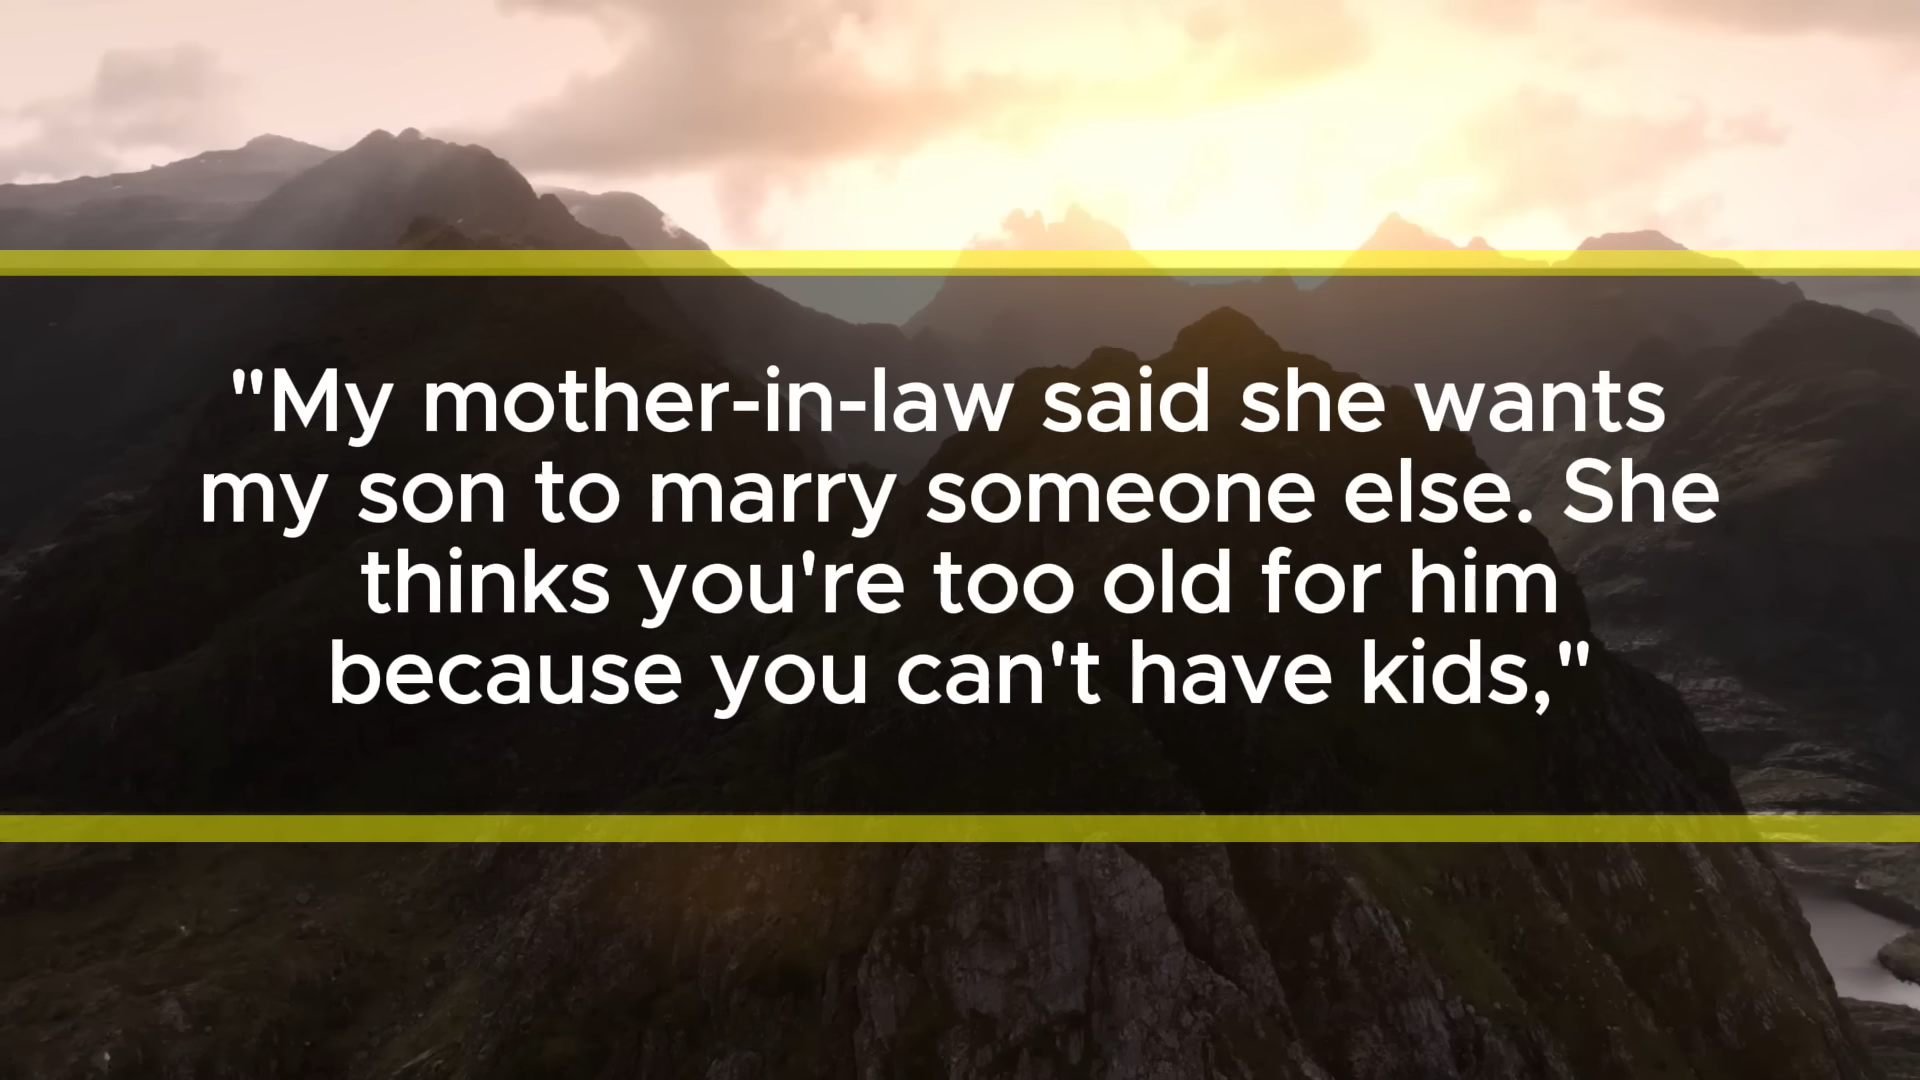 "My mother-in-law said she wants
my son to marry someone else. She
thinks you're too old for him
because you can't have kids,"